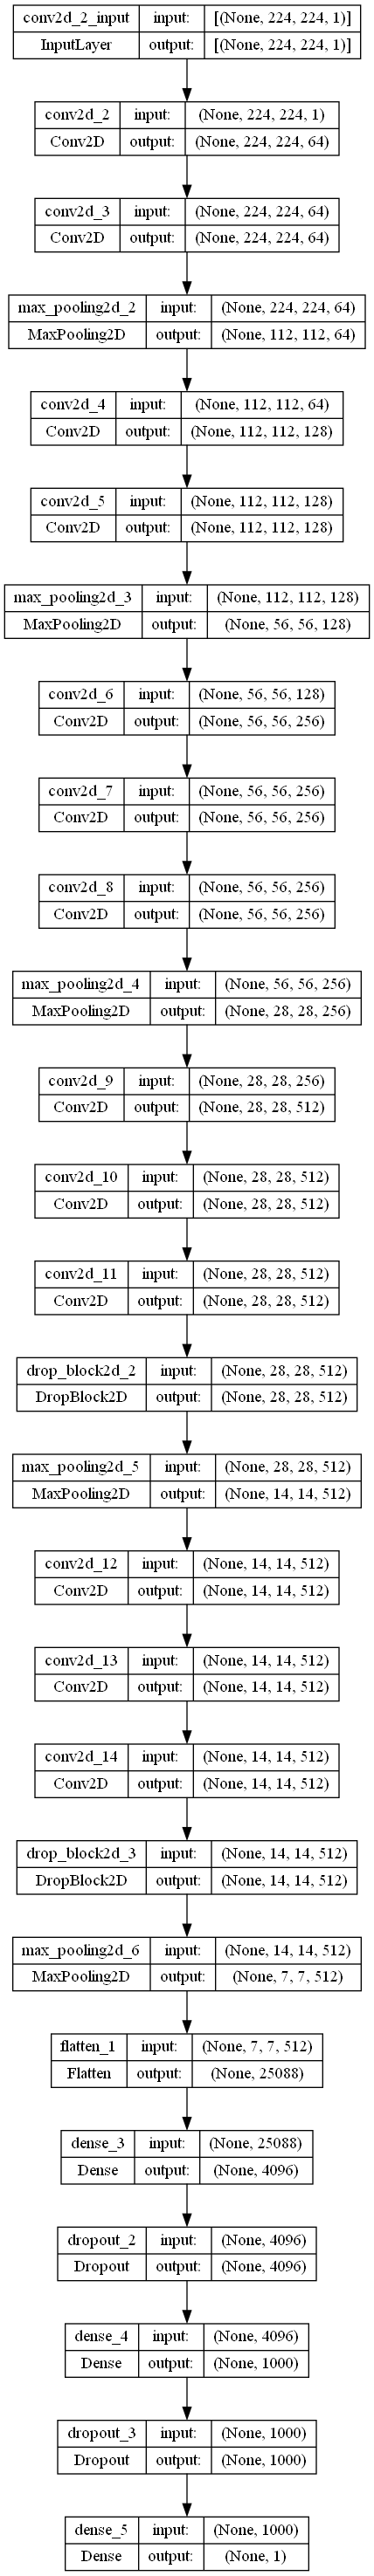 conv2d_2_input input: [(None, 224, 224, 1)]
InputLayer output: [(None, 224, 224, 1)]
conv2d_2 input: (None, 224, 224, 1)
Conv2D output: (None, 224, 224, 64)
conv2d_3 input: (None, 224, 224, 64)
Conv2D output: (None, 224, 224, 64)
max_pooling2d_2 input: (None, 224, 224, 64)
MaxPooling2D output: (None, 112, 112, 64)
conv2d_4 input: (None, 112, 112, 64)
Conv2D output: (None, 112, 112, 128)
conv2d_5 input: (None, 112, 112, 128)
Conv2D output: (None, 112, 112, 128)
max_pooling2d_3 input: (None, 112, 112, 128)
MaxPooling2D output: (None, 56, 56, 128)
conv2d_6 input: (None, 56, 56, 128)
Conv2D output: (None, 56, 56, 256)
conv2d_7 input: (None, 56, 56, 256)
Conv2D output: (None, 56, 56, 256)
conv2d_8 input: (None, 56, 56, 256)
Conv2D output: (None, 56, 56, 256)
max_pooling2d_4 input: (None, 56, 56, 256)
MaxPooling2D output: (None, 28, 28, 256)
conv2d_9 input: (None, 28, 28, 256)
Conv2D output: (None, 28, 28, 512)
conv2d_10 input: (None, 28, 28, 512)
Conv2D output: (None, 28, 28, 512)
conv2d_11 input: (None, 28, 28, 512)
Conv2D output: (None, 28, 28, 512)
drop_block2d_2 input: (None, 28, 28, 512)
DropBlock2D output: (None, 28, 28, 512)
max_pooling2d_5 input: (None, 28, 28, 512)
MaxPooling2D output: (None, 14, 14, 512)
conv2d_12 input: (None, 14, 14, 512)
Conv2D output: (None, 14, 14, 512)
conv2d_13 input: (None, 14, 14, 512)
Conv2D output: (None, 14, 14, 512)
conv2d_14 input: (None, 14, 14, 512)
Conv2D output: (None, 14, 14, 512)
drop_block2d_3 input: (None, 14, 14, 512)
DropBlock2D output: (None, 14, 14, 512)
max_pooling2d_6 input: (None, 14, 14, 512)
MaxPooling2D output: (None, 7, 7, 512)
flatten_1 input: (None, 7, 7, 512)
Flatten output: (None, 25088)
dense_3 input: (None, 25088)
Dense output: (None, 4096)
dropout_2 input: (None, 4096)
Dropout output: (None, 4096)
dense_4 input: (None, 4096)
Dense output: (None, 1000)
dropout_3 input: (None, 1000)
Dropout output: (None, 1000)
dense_5 input: (None, 1000)
Dense output: (None, 1)